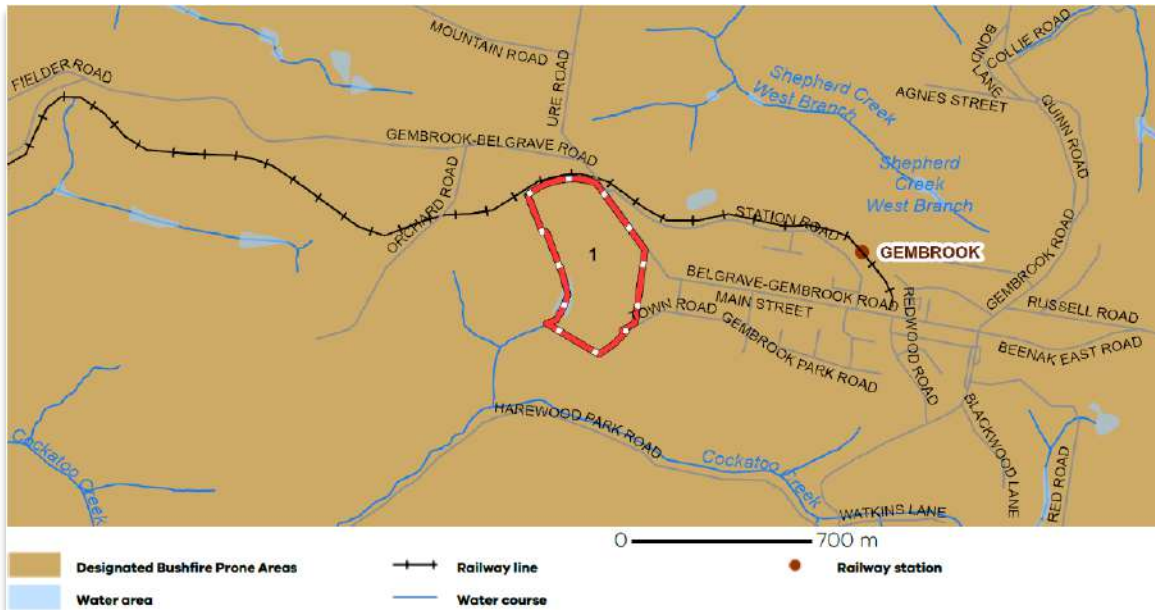 MOUNTAIN ROAD
FIELDER ROAD
URE ROAD
GEMBROOK-BELGRAVE ROAD
ORCHARD ROAD
Shepherd Creek
West Branch
BOND
LANE
COLLIE ROAD
AGNES STREET
QUINN ROAD
Shepherd
Creek
West Branch
STATION ROAD
GEMBROOK
1
GEMBROOK ROAD
BELGRAVE-GEMBROOK ROAD
MAIN STREET
TOWN ROAD
GEMBROOK PARK ROAD
REDWOOD ROAD
RUSSELL ROAD
BEENAK EAST ROAD
HAREWOOD PARK ROAD
BLACKWOOD LANE
Cockatoo Creek
Cockatoo
Creek
WATKINS LANE
RED ROAD
0 700 m
Designated Bushfire Prone Areas
Railway line
Railway station
Water area
Water course